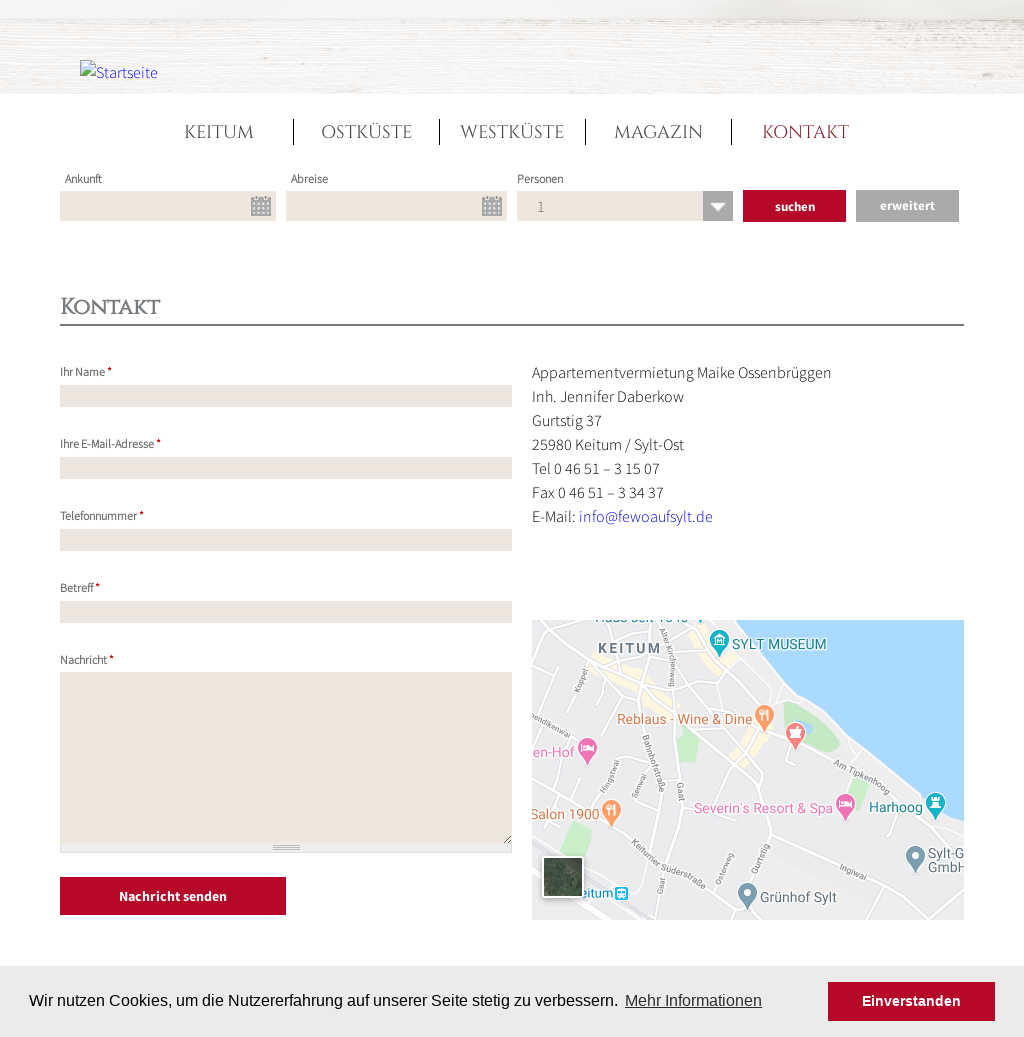 Startseite
KEITUM
OSTKÜSTE
WESTKÜSTE
MAGAZIN
KONTAKT
Ankunft
Abreise
Personen
1
suchen
erweitert
Kontakt
Ihr Name *
Ihre E-Mail-Adresse *
Telefonnummer *
Betreff *
Nachricht *
Nachricht senden
Appartementvermietung Maike Ossenbrüggen
Inh. Jennifer Daberkow
Gurtstig 37
25980 Keitum / Sylt-Ost
Tel 0 46 51 – 3 15 07
Fax 0 46 51 – 3 34 37
E-Mail: info@fewoaufsylt.de
KEITUM
SYLT MUSEUM
Alter Kirchenweg
Koppel
Reblaus - Wine & Dine
en-Hof
Bahnhofstraße
Hingstwai
Senwai
Gaat
Am Tipkenhoog
Severin's Resort & Spa
Harhoog
Salon 1900
Keitumer Süderstraße
Gaat
Osterweg
Gurtstig
Ingiwai
Sylt-G
GmbH
Grünhof Sylt
Keitum
Wir nutzen Cookies, um die Nutzererfahrung auf unserer Seite stetig zu verbessern. Mehr Informationen
Einverstanden